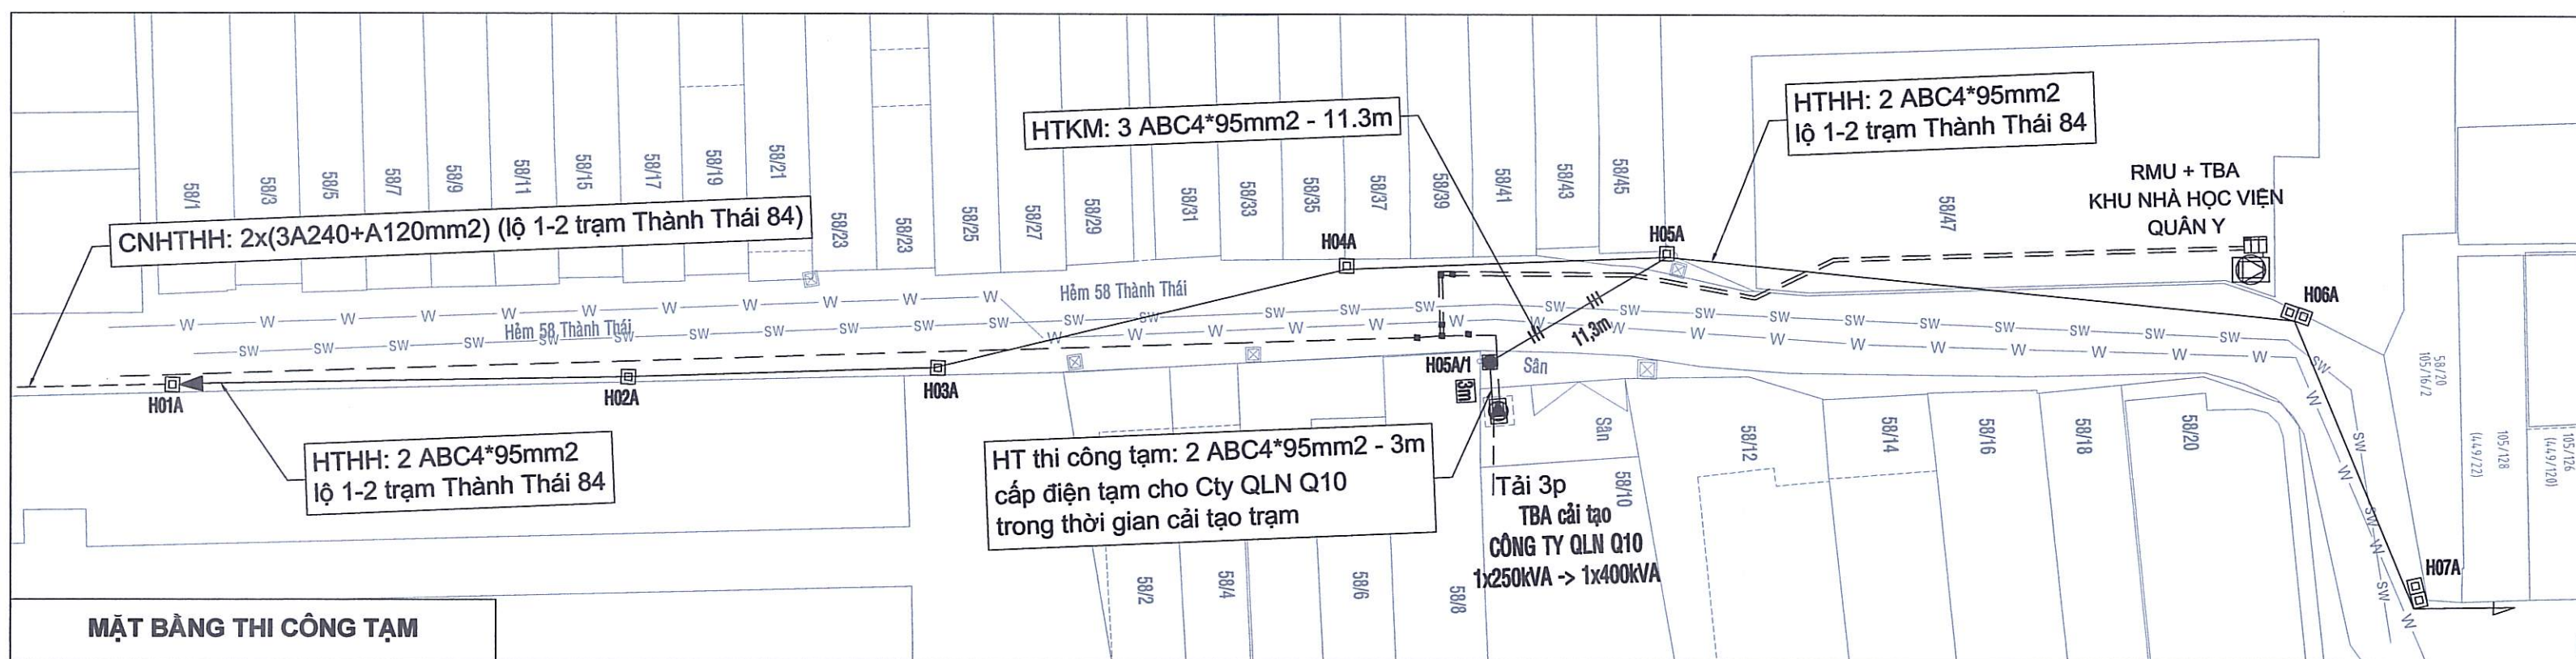 58/1
58/3
58/5
58/7
58/9
58/11
58/15
58/17
58/19
58/21
58/23
58/23
58/25
58/27
58/29
58/31
58/33
58/35
58/37
58/39
58/41
58/43
58/45
58/47
HTKM: 3 ABC4*95mm2 - 11.3m
HTHH: 2 ABC4*95mm2
lộ 1-2 trạm Thành Thái 84
RMU + TBA
KHU NHÀ HỌC VIỆN
QUÂN Y
CNHTHH: 2x(3A240+A120mm2) (lộ 1-2 trạm Thành Thái 84)
H04A
H05A
H06A
Hẻm 58 Thành Thái
Hẻm 58 Thành Thái
11,3m
H01A
H02A
H03A
H05A/1
3m
Sân
Sân
HTHH: 2 ABC4*95mm2
lộ 1-2 trạm Thành Thái 84
HT thi công tạm: 2 ABC4*95mm2 - 3m
cấp điện tạm cho Cty QLN Q10
trong thời gian cải tạo trạm
Tải 3p
TBA cải tạo
CÔNG TY QLN Q10
1x250kVA -> 1x400kVA
58/2
58/4
58/6
58/8
58/10
58/12
58/14
58/16
58/18
58/20
58/20
105/16/2
105/128
(449/22)
105/126
(449/120)
H07A
MẶT BẰNG THI CÔNG TẠM